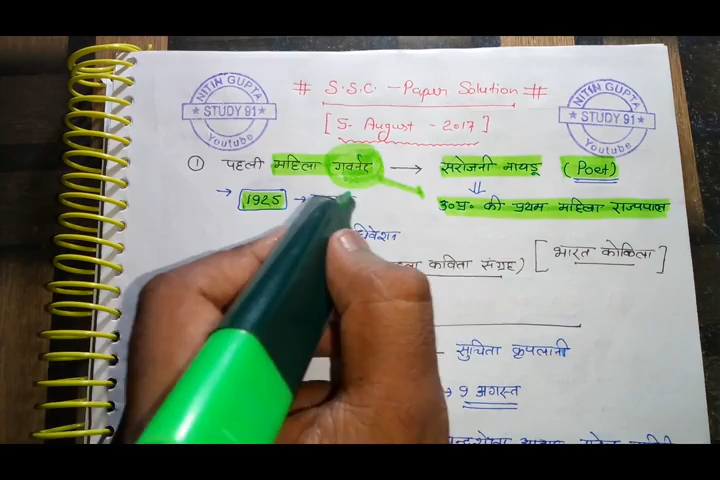 NITIN GUPTA
★ STUDY 91 ★
Youtube
# S.S.C. - Paper Solution #
[5 August - 2017]
NITIN GUPTA
★ STUDY 91 ★
Youtube
① पहली महिला गवर्नर → सरोजनी नायडू (Poet)
→ 1925 → उ०प्र० की प्रथम महिला राज्यपाल
कविता संग्रह) [भारत कोकिला]
सुचिता कृपलानी
→ 9 अगस्त